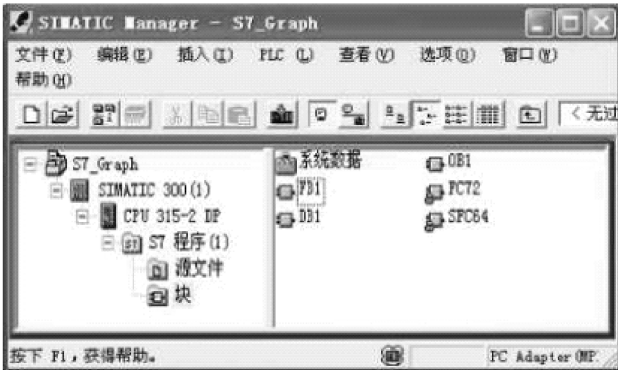 SIMATIC Manager - S7_Graph
文件(F) 编辑(E) 插入(I) PLC (L) 查看(V) 选项(O) 窗口(W)
帮助(H)
< 无过
S7_Graph
SIMATIC 300(1)
CPU 315-2 DP
S7 程序(1)
源文件
块
系统数据 OB1
FB1 FC72
DB1 SFC64
按下 F1，获得帮助。 PC Adapter(MP.